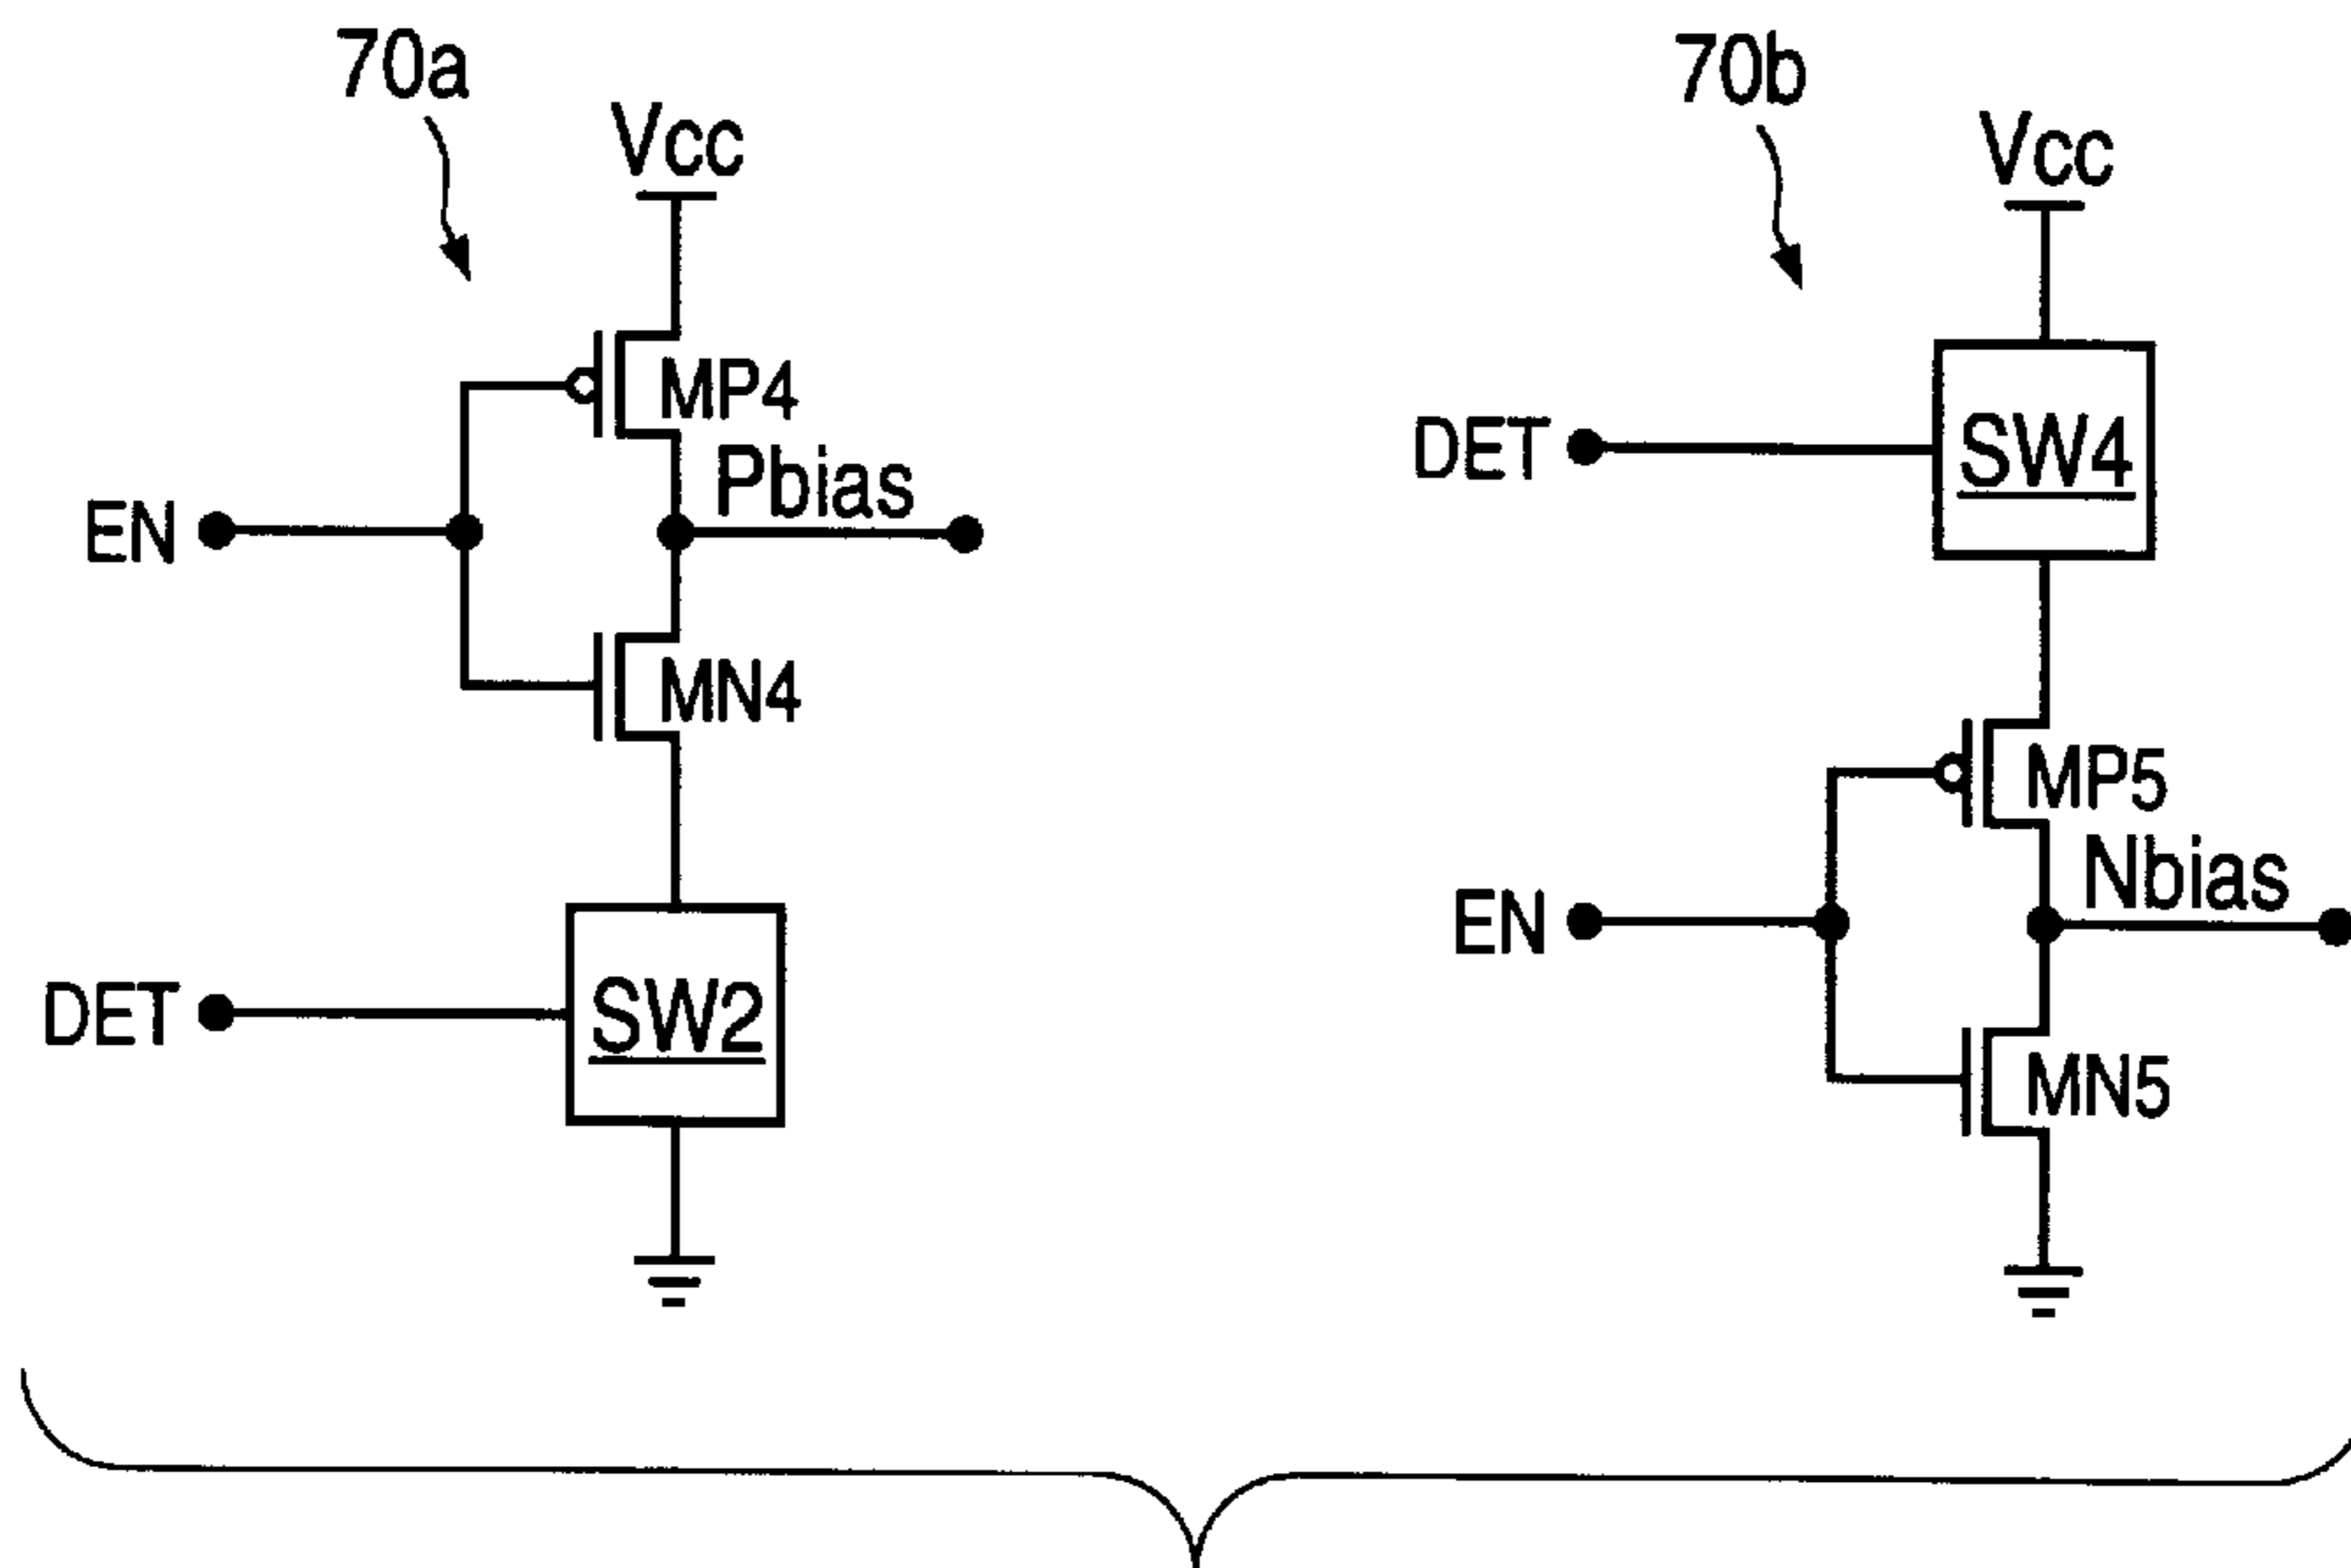 70a
Vcc
MP4
Pbias
EN
MN4
DET
SW2
70b
Vcc
DET
SW4
MP5
Nbias
EN
MN5